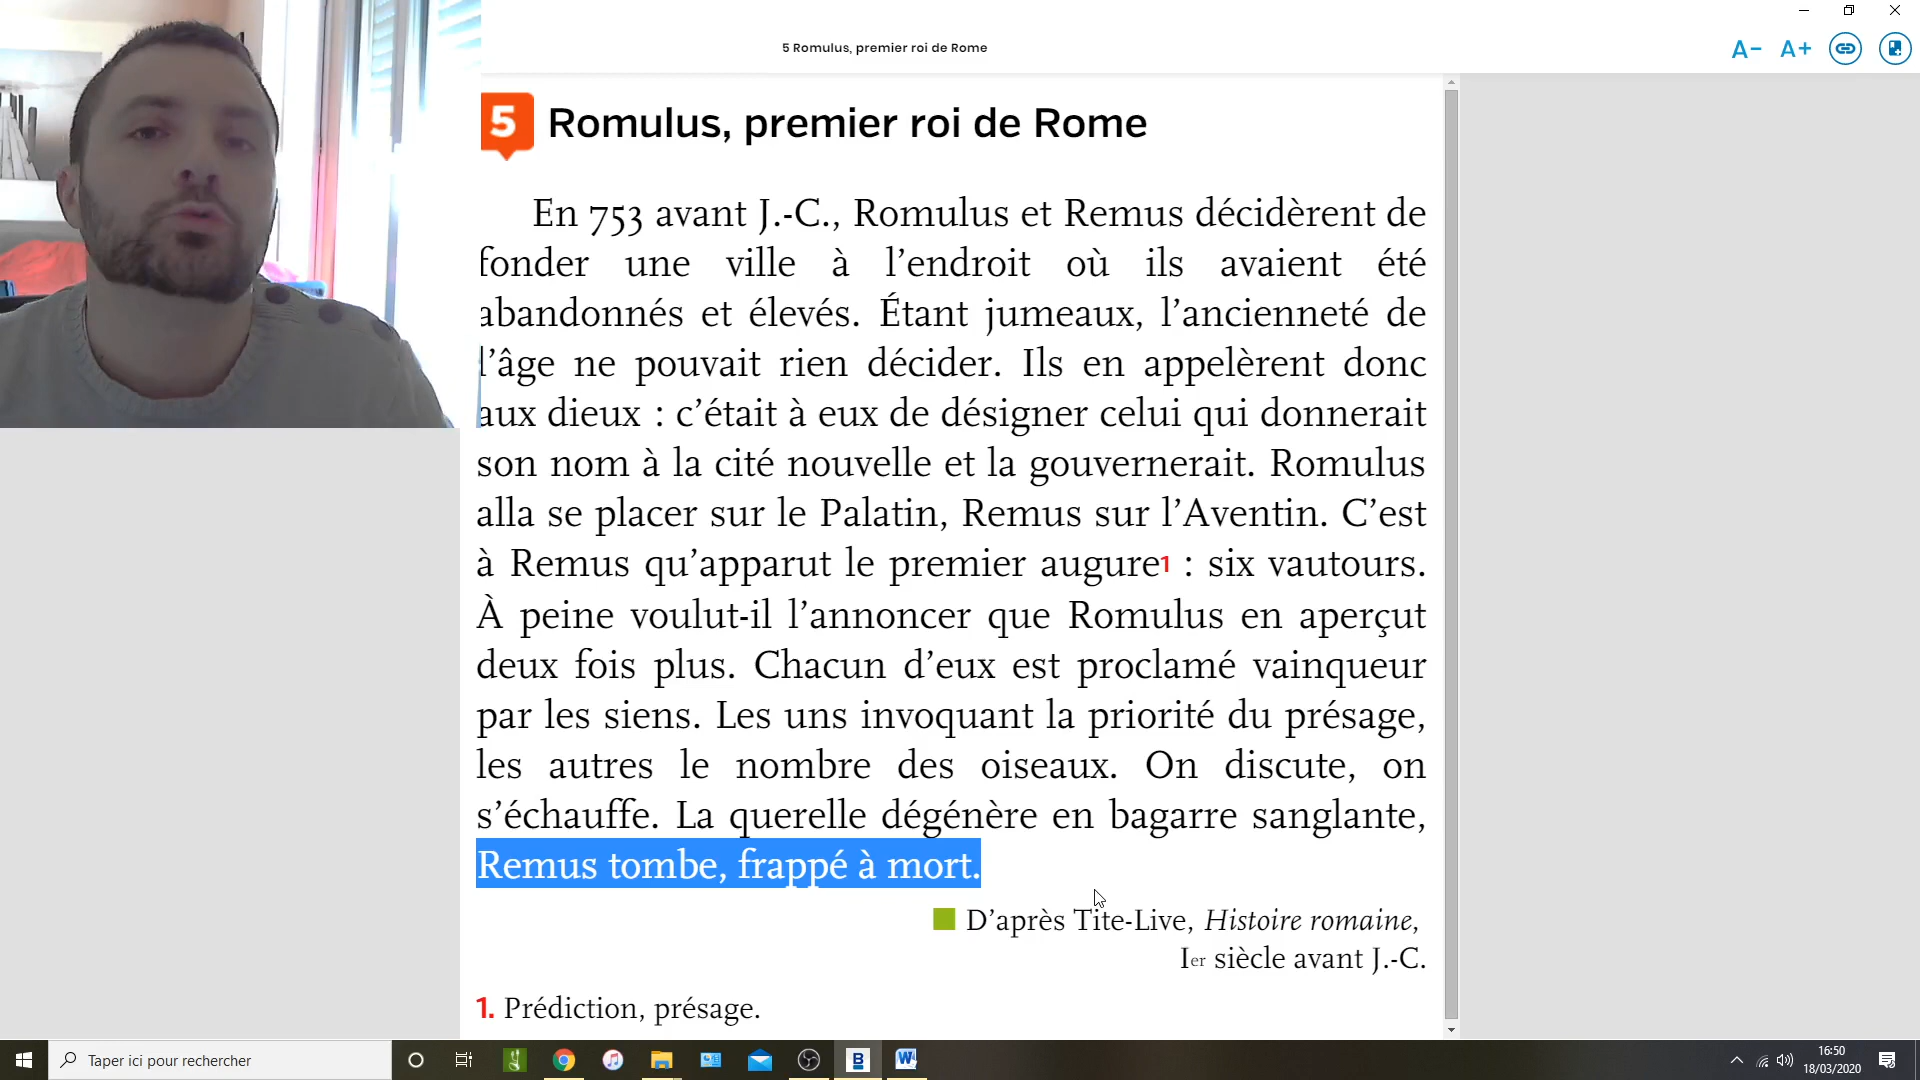 5 Romulus, premier roi de Rome
A- A+
5 Romulus, premier roi de Rome
En 753 avant J.-C., Romulus et Remus décidèrent de
fonder une ville à l'endroit où ils avaient été
abandonnés et élevés. Étant jumeaux, l'ancienneté de
l'âge ne pouvait rien décider. Ils en appelèrent donc
aux dieux : c'était à eux de désigner celui qui donnerait
son nom à la cité nouvelle et la gouvernerait. Romulus
alla se placer sur le Palatin, Remus sur l'Aventin. C'est
à Remus qu'apparut le premier augure1 : six vautours.
À peine voulut-il l'annoncer que Romulus en aperçut
deux fois plus. Chacun d'eux est proclamé vainqueur
par les siens. Les uns invoquant la priorité du présage,
les autres le nombre des oiseaux. On discute, on
s'échauffe. La querelle dégénère en bagarre sanglante,
Remus tombe, frappé à mort.
D'après Tite-Live, Histoire romaine,
Ier siècle avant J.-C.
1. Prédiction, présage.
Taper ici pour rechercher
B
W
16:50
18/03/2020